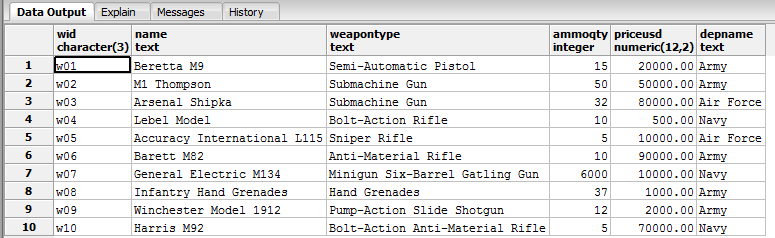 Data Output Explain Messages History
wid name weapontype ammoqty priceusd depname
character(3) text text integer numeric(12,2) text
1 w01 Beretta M9 Semi-Automatic Pistol 15 20000.00 Army
2 w02 M1 Thompson Submachine Gun 50 50000.00 Army
3 w03 Arsenal Shipka Submachine Gun 32 80000.00 Air Force
4 w04 Lebel Model Bolt-Action Rifle 10 500.00 Navy
5 w05 Accuracy International L115 Sniper Rifle 5 10000.00 Air Force
6 w06 Barett M82 Anti-Material Rifle 10 90000.00 Army
7 w07 General Electric M134 Minigun Six-Barrel Gatling Gun 6000 10000.00 Navy
8 w08 Infantry Hand Grenades Hand Grenades 37 1000.00 Army
9 w09 Winchester Model 1912 Pump-Action Slide Shotgun 12 2000.00 Army
10 w10 Harris M92 Bolt-Action Anti-Material Rifle 5 70000.00 Navy